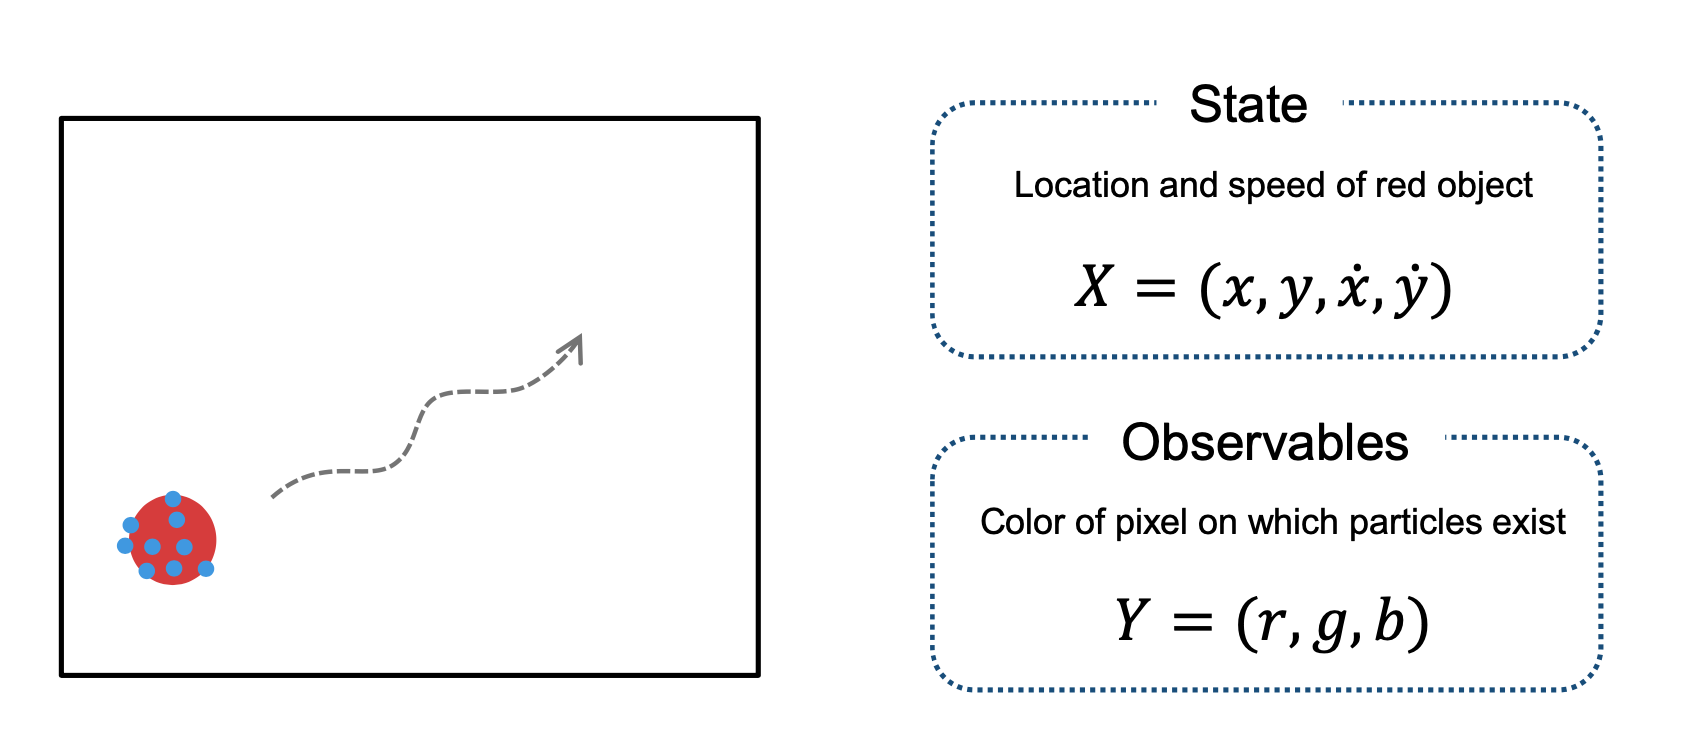 State
Location and speed of red object
X = (x, y, ẋ, ẏ)
Observables
Color of pixel on which particles exist
Y = (r, g, b)